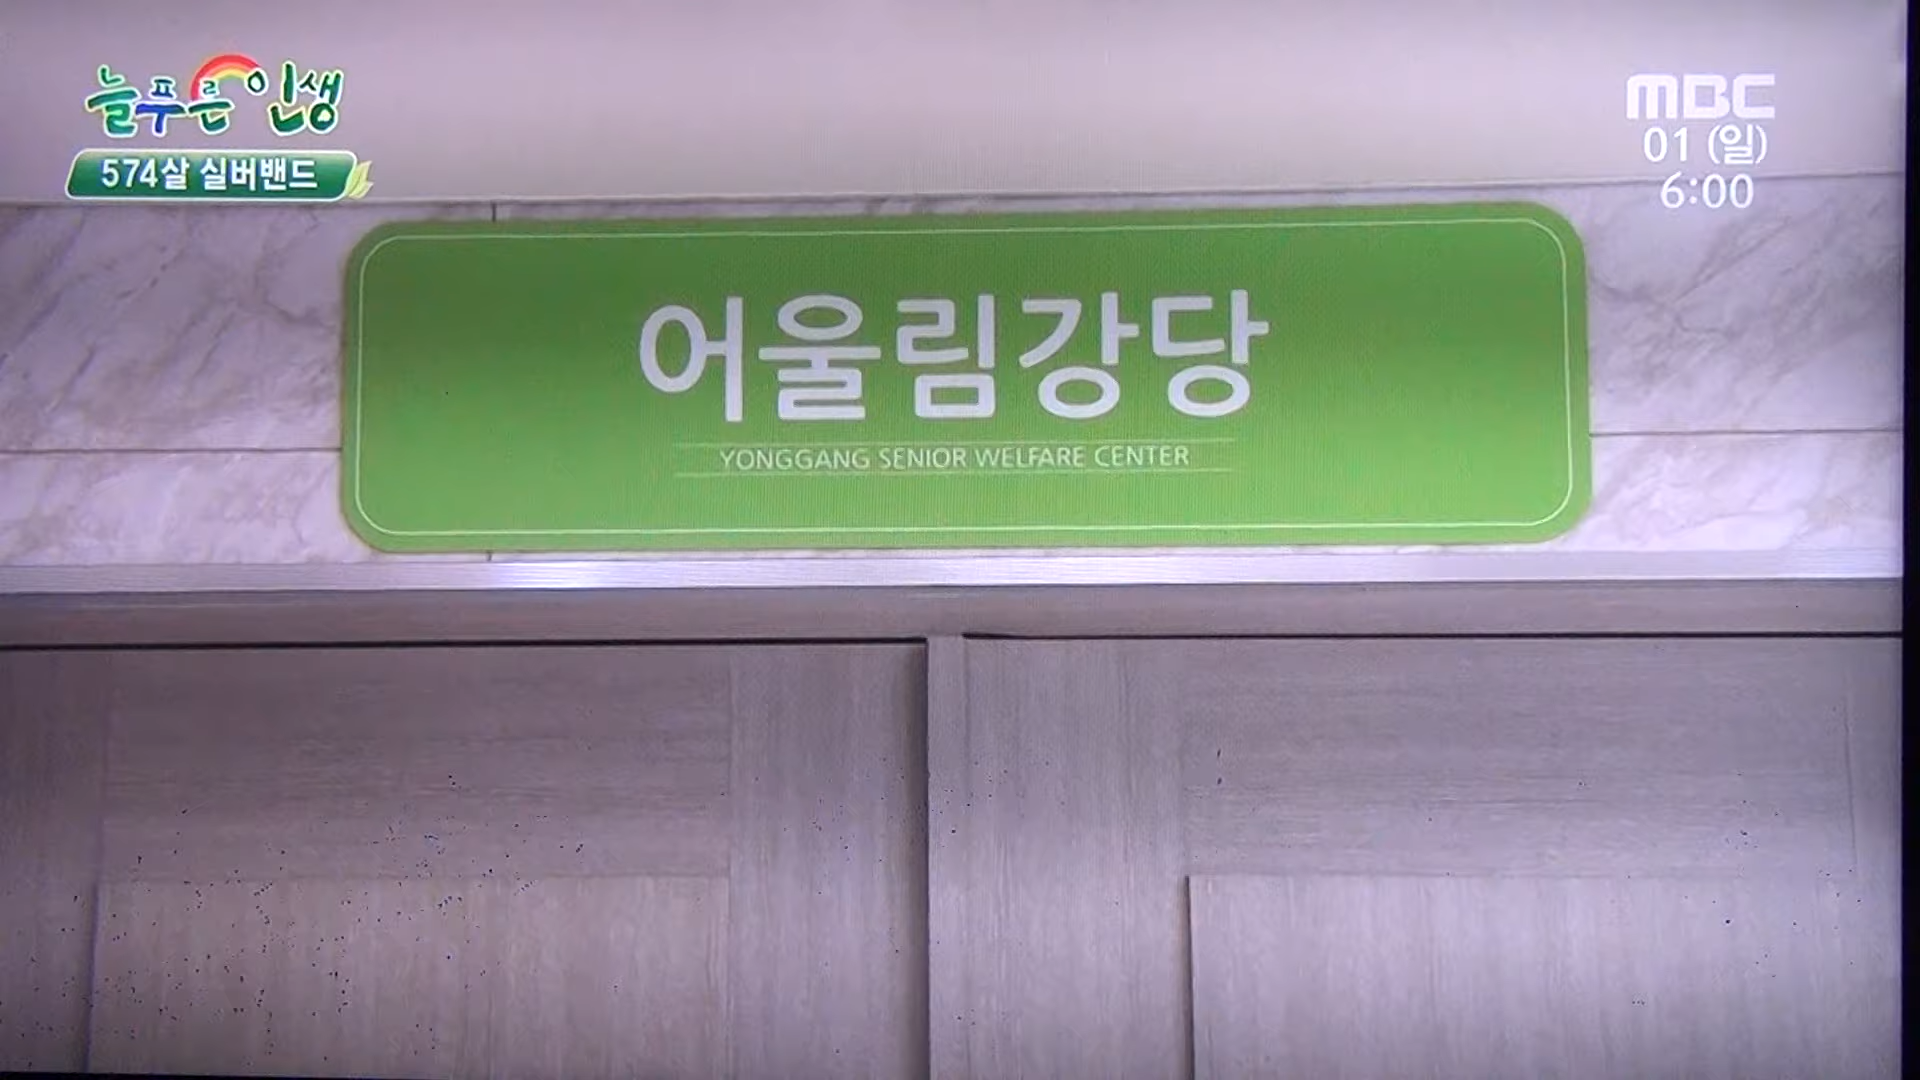 늘푸른 인생
574살 실버밴드
MBC
01 (일)
6:00
어울림강당
YONGGANG SENIOR WELFARE CENTER